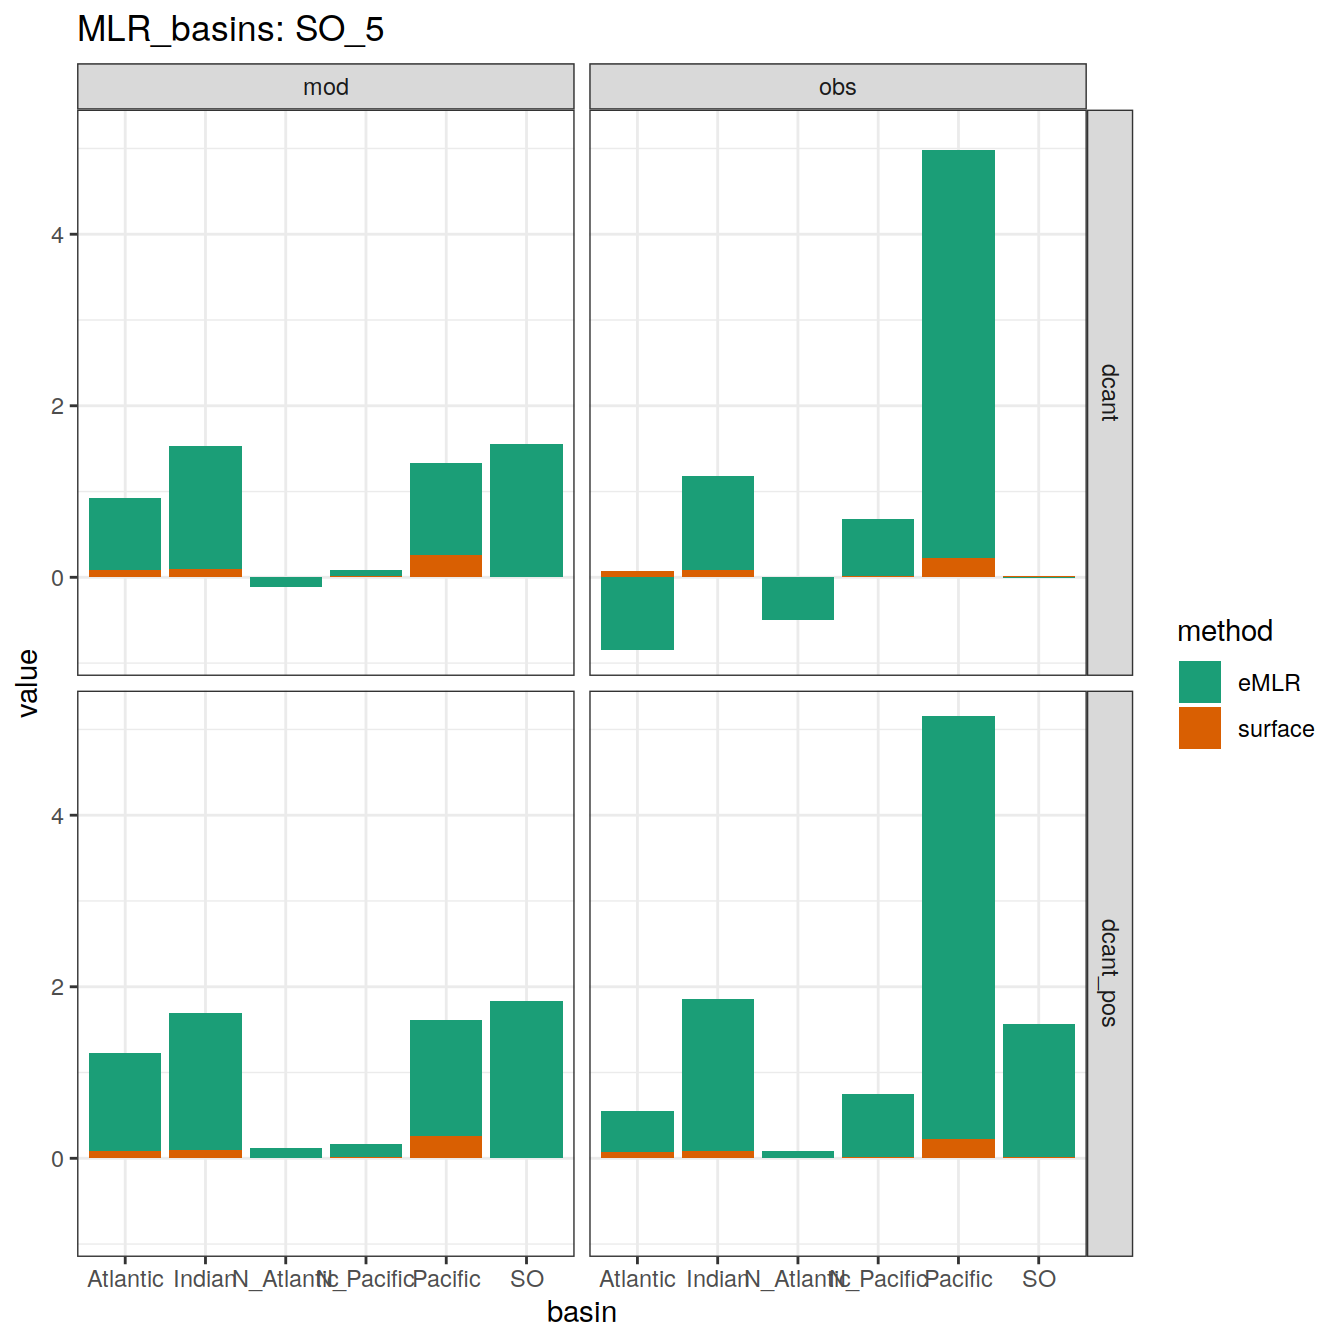 MLR_basins: SO_5
mod
obs
4
2
0
dcant
4
2
0
dcant_pos
value
method
eMLR
surface
Atlantic Indian N_Atlantic N_Pacific Pacific SO
Atlantic Indian N_Atlantic N_Pacific Pacific SO
basin